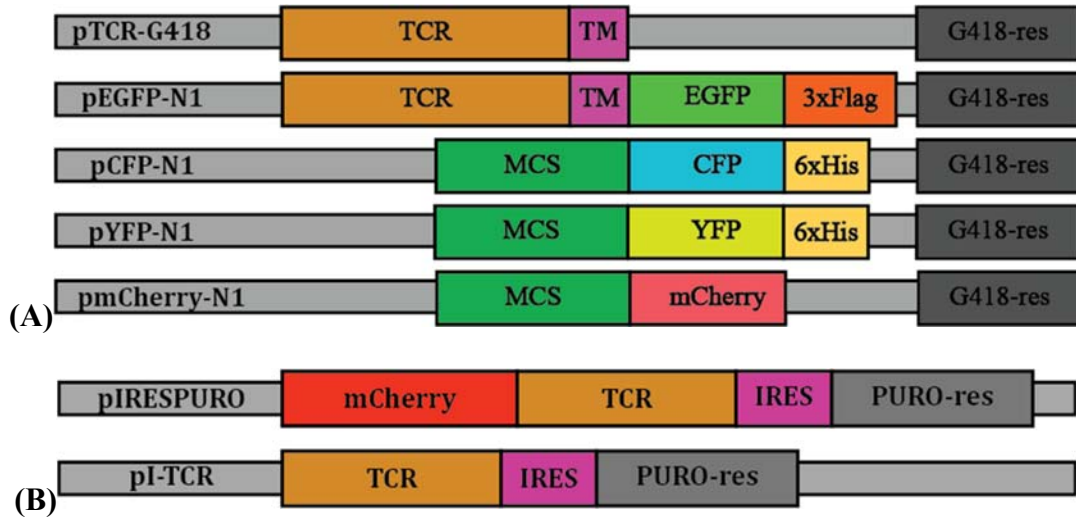 pTCR-G418 TCR TM G418-res
pEGFP-N1 TCR TM EGFP 3xFlag G418-res
pCFP-N1 MCS CFP 6xHis G418-res
pYFP-N1 MCS YFP 6xHis G418-res
(A) pmCherry-N1 MCS mCherry G418-res
pIRESPURO mCherry TCR IRES PURO-res
(B) pI-TCR TCR IRES PURO-res